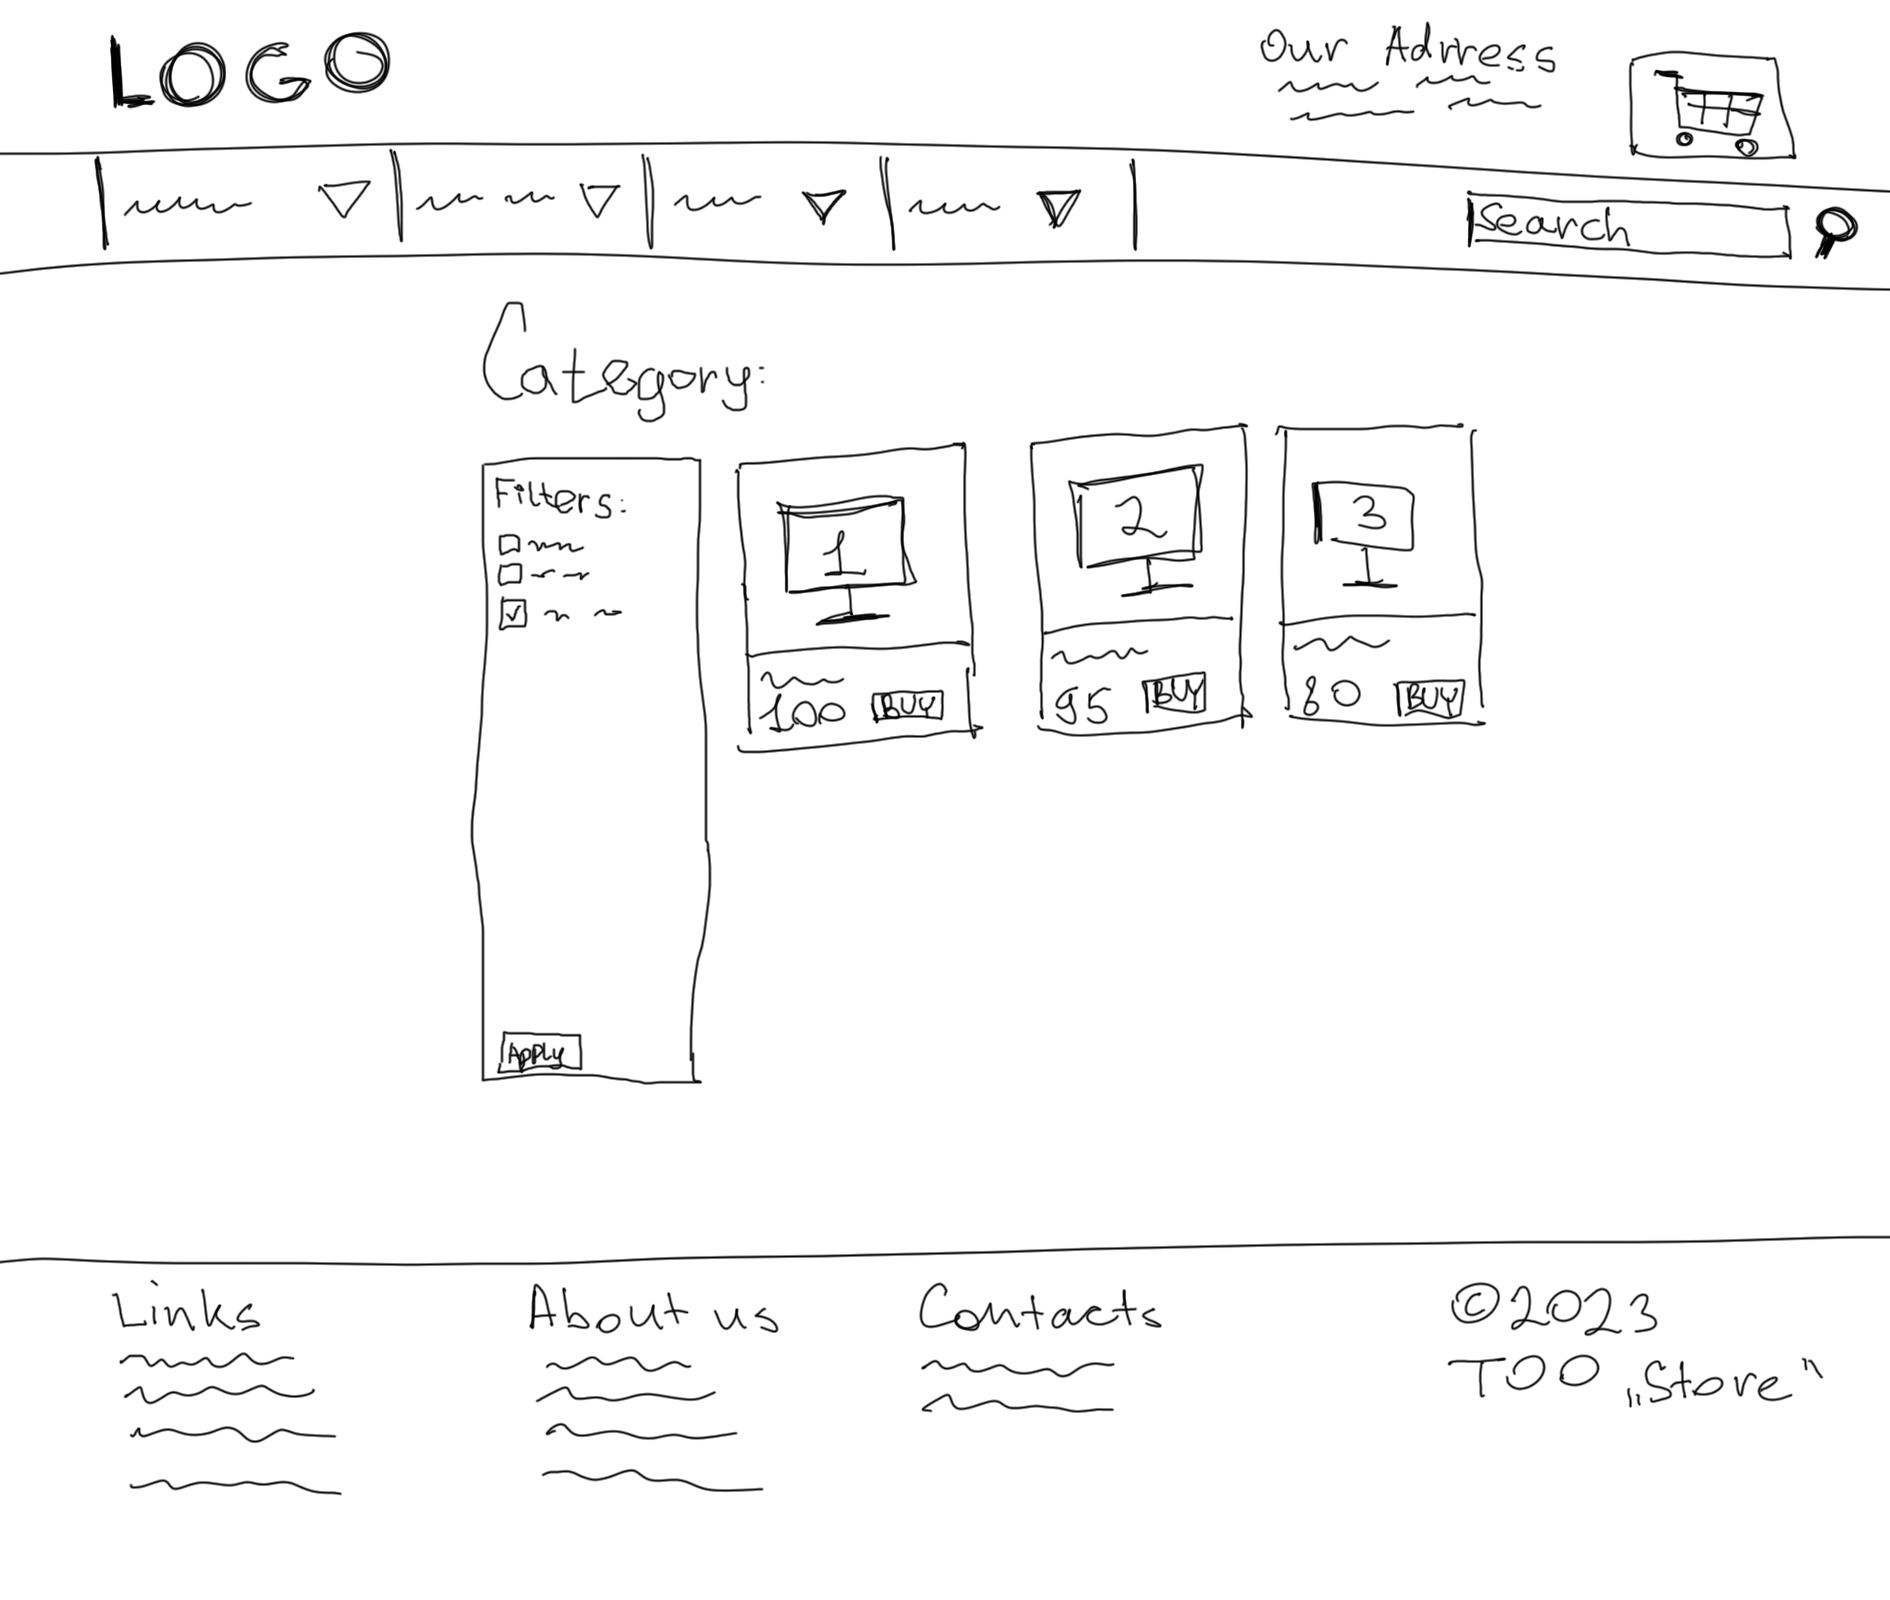 LOGO
Our Adrress
Search
Category:
Filters:
1
2
3
100 BUY
95 BUY
80 BUY
Apply
Links
About us
Contacts
©2023
TOO „Store“